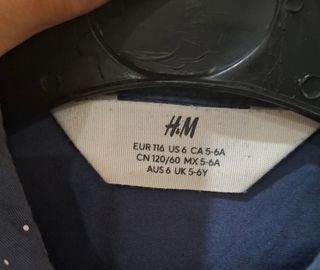 H&M
EUR 116 US 6 CA 5-6A
CN 120/60 MX 5-6A
AUS 6 UK 5-6Y